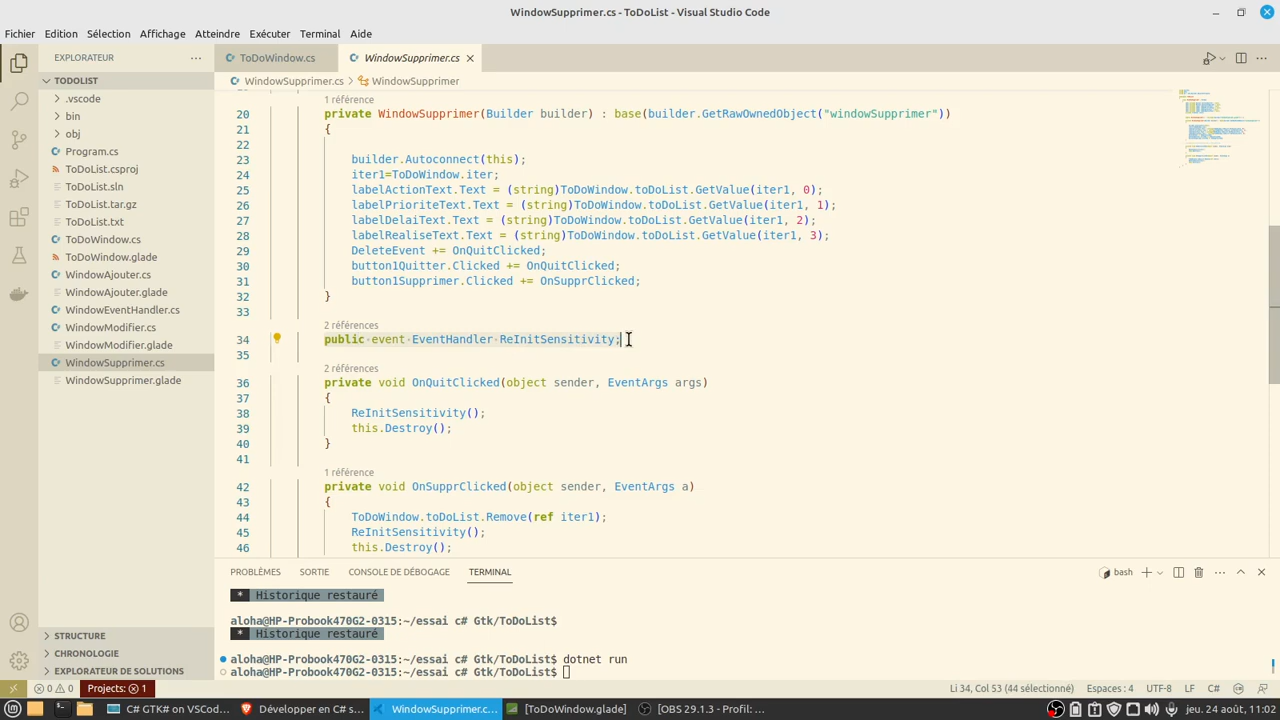 WindowSupprimer.cs - ToDoList - Visual Studio Code
Fichier Edition Sélection Affichage Atteindre Exécuter Terminal Aide
EXPLORATEUR
ToDoWindow.cs WindowSupprimer.cs
TODOLIST
WindowSupprimer.cs > WindowSupprimer
.vscode
bin
obj
Program.cs
ToDoList.csproj
ToDoList.sln
ToDoList.tar.gz
ToDoList.txt
ToDoWindow.cs
ToDoWindow.glade
WindowAjouter.cs
WindowAjouter.glade
WindowEventHandler.cs
WindowModifier.cs
WindowModifier.glade
WindowSupprimer.cs
WindowSupprimer.glade
STRUCTURE
CHRONOLOGIE
EXPLORATEUR DE SOLUTIONS
1 référence
20 private WindowSupprimer(Builder builder) : base(builder.GetRawOwnedObject("windowSupprimer"))
21 {
22
23 builder.Autoconnect(this);
24 iter1=ToDoWindow.iter;
25 labelActionText.Text = (string)ToDoWindow.toDoList.GetValue(iter1, 0);
26 labelPrioriteText.Text = (string)ToDoWindow.toDoList.GetValue(iter1, 1);
27 labelDelaiText.Text = (string)ToDoWindow.toDoList.GetValue(iter1, 2);
28 labelRealiseText.Text = (string)ToDoWindow.toDoList.GetValue(iter1, 3);
29 DeleteEvent += OnQuitClicked;
30 button1Quitter.Clicked += OnQuitClicked;
31 button1Supprimer.Clicked += OnSupprClicked;
32 }
33
2 références
34 public event EventHandler ReInitSensitivity;
35
2 références
36 private void OnQuitClicked(object sender, EventArgs args)
37 {
38 ReInitSensitivity();
39 this.Destroy();
40 }
41
1 référence
42 private void OnSupprClicked(object sender, EventArgs a)
43 {
44 ToDoWindow.toDoList.Remove(ref iter1);
45 ReInitSensitivity();
46 this.Destroy();
PROBLÈMES SORTIE CONSOLE DE DÉBOGAGE TERMINAL
bash
* Historique restauré
aloha@HP-Probook470G2-0315:~/essai c# Gtk/ToDoList$
* Historique restauré
aloha@HP-Probook470G2-0315:~/essai c# Gtk/ToDoList$ dotnet run
aloha@HP-Probook470G2-0315:~/essai c# Gtk/ToDoList$
0 0 Projects: 1 Li 34, Col 53 (44 sélectionné) Espaces : 4 UTF-8 LF C#
C# GTK# on VSCo... Développer en C# s... WindowSupprimer.c... [ToDoWindow.glade] [OBS 29.1.3 - Profil: ... jeu. 24 août, 11:02